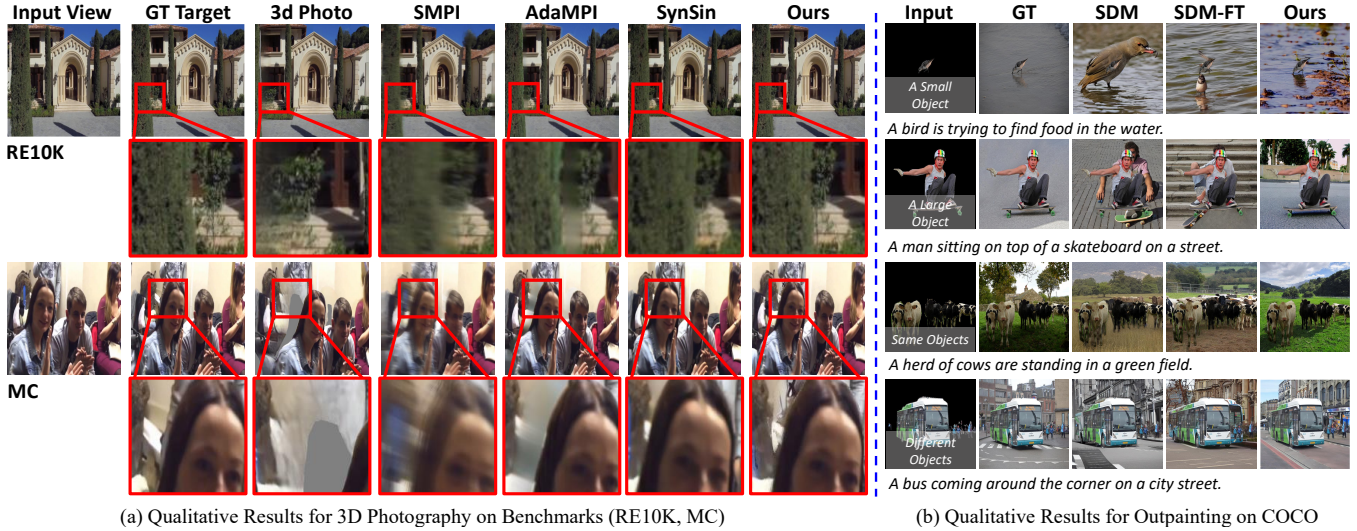 Input View GT Target 3d Photo SMPI AdaMPI SynSin Ours
RE10K
MC
(a) Qualitative Results for 3D Photography on Benchmarks (RE10K, MC)
Input GT SDM SDM-FT Ours
A Small
Object
A bird is trying to find food in the water.
A Large
Object
A man sitting on top of a skateboard on a street.
Same Objects
A herd of cows are standing in a green field.
Different
Objects
A bus coming around the corner on a city street.
(b) Qualitative Results for Outpainting on COCO